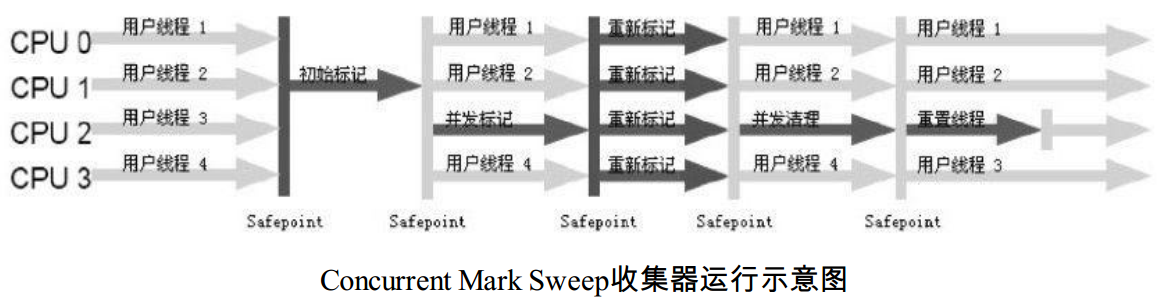 CPU 0 用户线程 1 用户线程 1 重新标记 用户线程 1 用户线程 1
CPU 1 用户线程 2 初始标记 用户线程 2 重新标记 用户线程 2 用户线程 2
CPU 2 用户线程 3 并发标记 重新标记 并发清理 重置线程
CPU 3 用户线程 4 用户线程 4 重新标记 用户线程 4 用户线程 3
Safepoint Safepoint Safepoint Safepoint Safepoint
Concurrent Mark Sweep收集器运行示意图